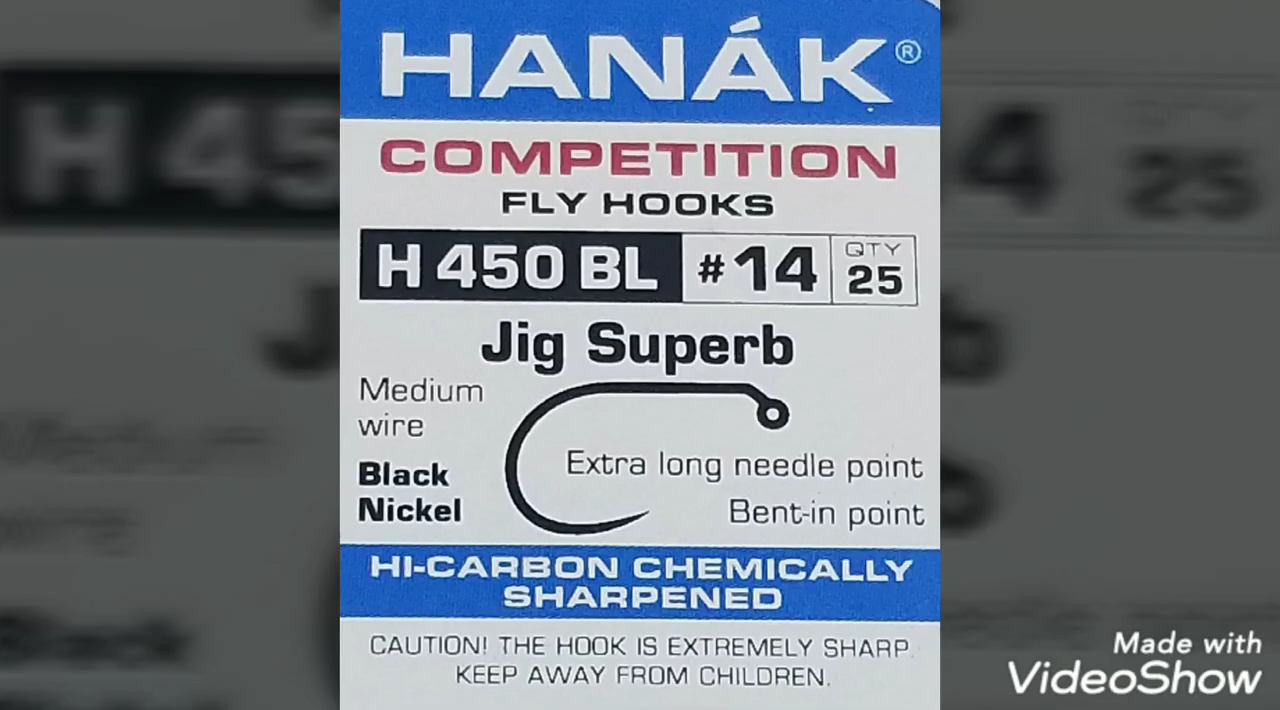 HANÁK®
COMPETITION
FLY HOOKS
H 450 BL #14 QTY 25
Jig Superb
Medium
wire
Black
Nickel
Extra long needle point
Bent-in point
HI-CARBON CHEMICALLY
SHARPENED
CAUTION! THE HOOK IS EXTREMELY SHARP.
KEEP AWAY FROM CHILDREN.
Made with
VideoShow